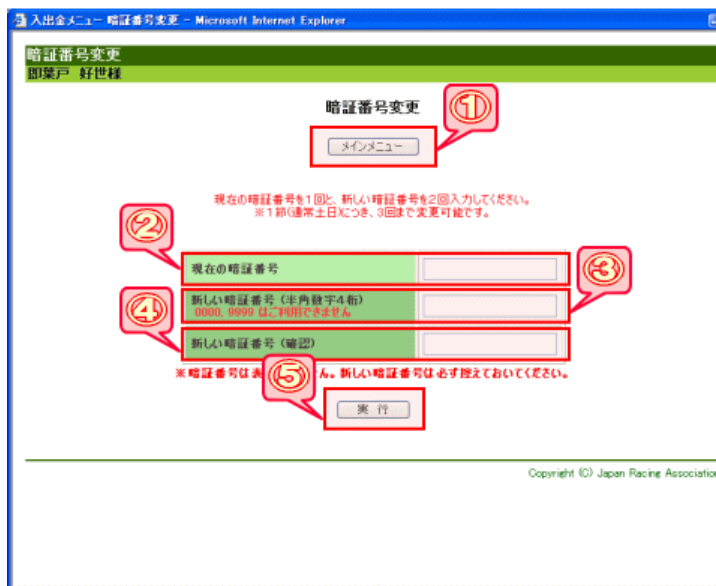 入出金メニュー 暗証番号変更 - Microsoft Internet Explorer
暗証番号変更
即葉戸 好世様
暗証番号変更
①
メインメニュー
現在の暗証番号を1回と、新しい暗証番号を2回入力してください。
※1節(通常土日)につき、3回まで変更可能です。
②
現在の暗証番号
③
新しい暗証番号（半角数字4桁）
0000, 9999 はご利用できません
④
新しい暗証番号（確認）
※暗証番号は表 ん。新しい暗証番号は必ず控えておいてください。
⑤
実 行
Copyright (C) Japan Racing Association